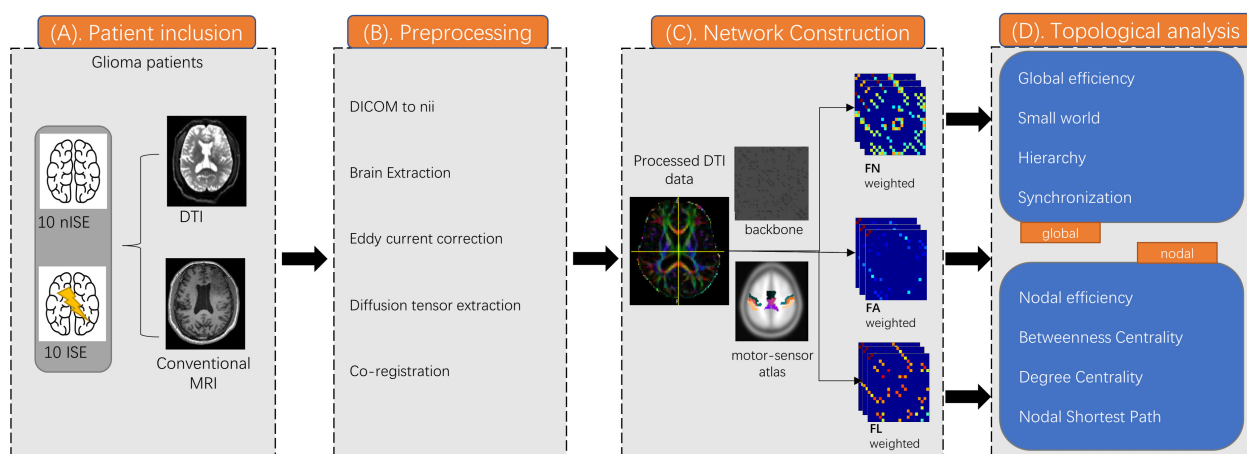 (A). Patient inclusion
Glioma patients
10 nISE
10 ISE
DTI
Conventional
MRI
(B). Preprocessing
DICOM to nii
Brain Extraction
Eddy current correction
Diffusion tensor extraction
Co-registration
(C). Network Construction
Processed DTI
data
backbone
motor-sensor
atlas
FN
weighted
FA
weighted
FL
weighted
(D). Topological analysis
Global efficiency
Small world
Hierarchy
Synchronization
global
nodal
Nodal efficiency
Betweenness Centrality
Degree Centrality
Nodal Shortest Path